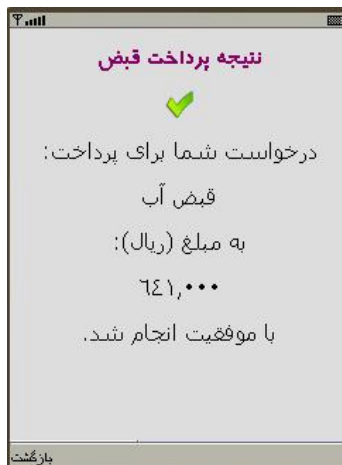 نتیجه پرداخت قبض
درخواست شما برای پرداخت:
قبض آب
به مبلغ (ریال):
٦٤١,٠٠٠
با موفقیت انجام شد.
بازگشت